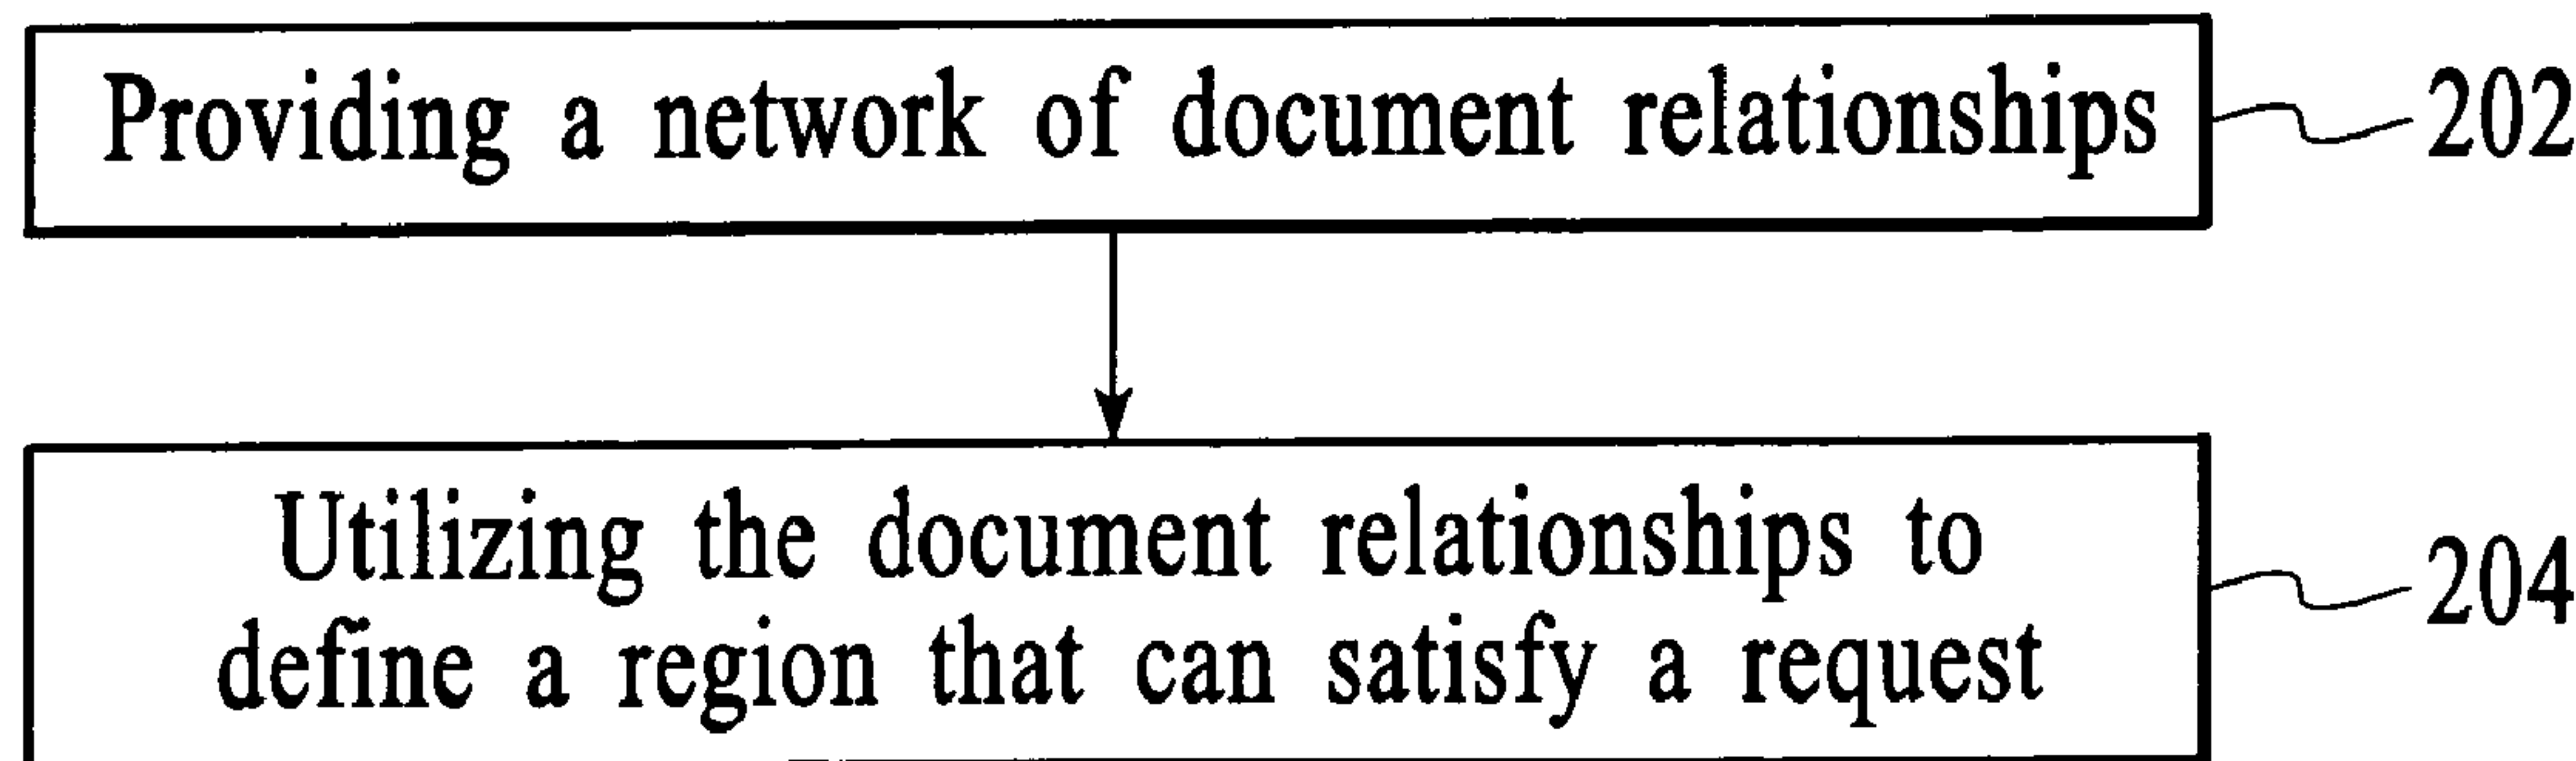 Providing a network of document relationships
202
Utilizing the document relationships to
define a region that can satisfy a request
204